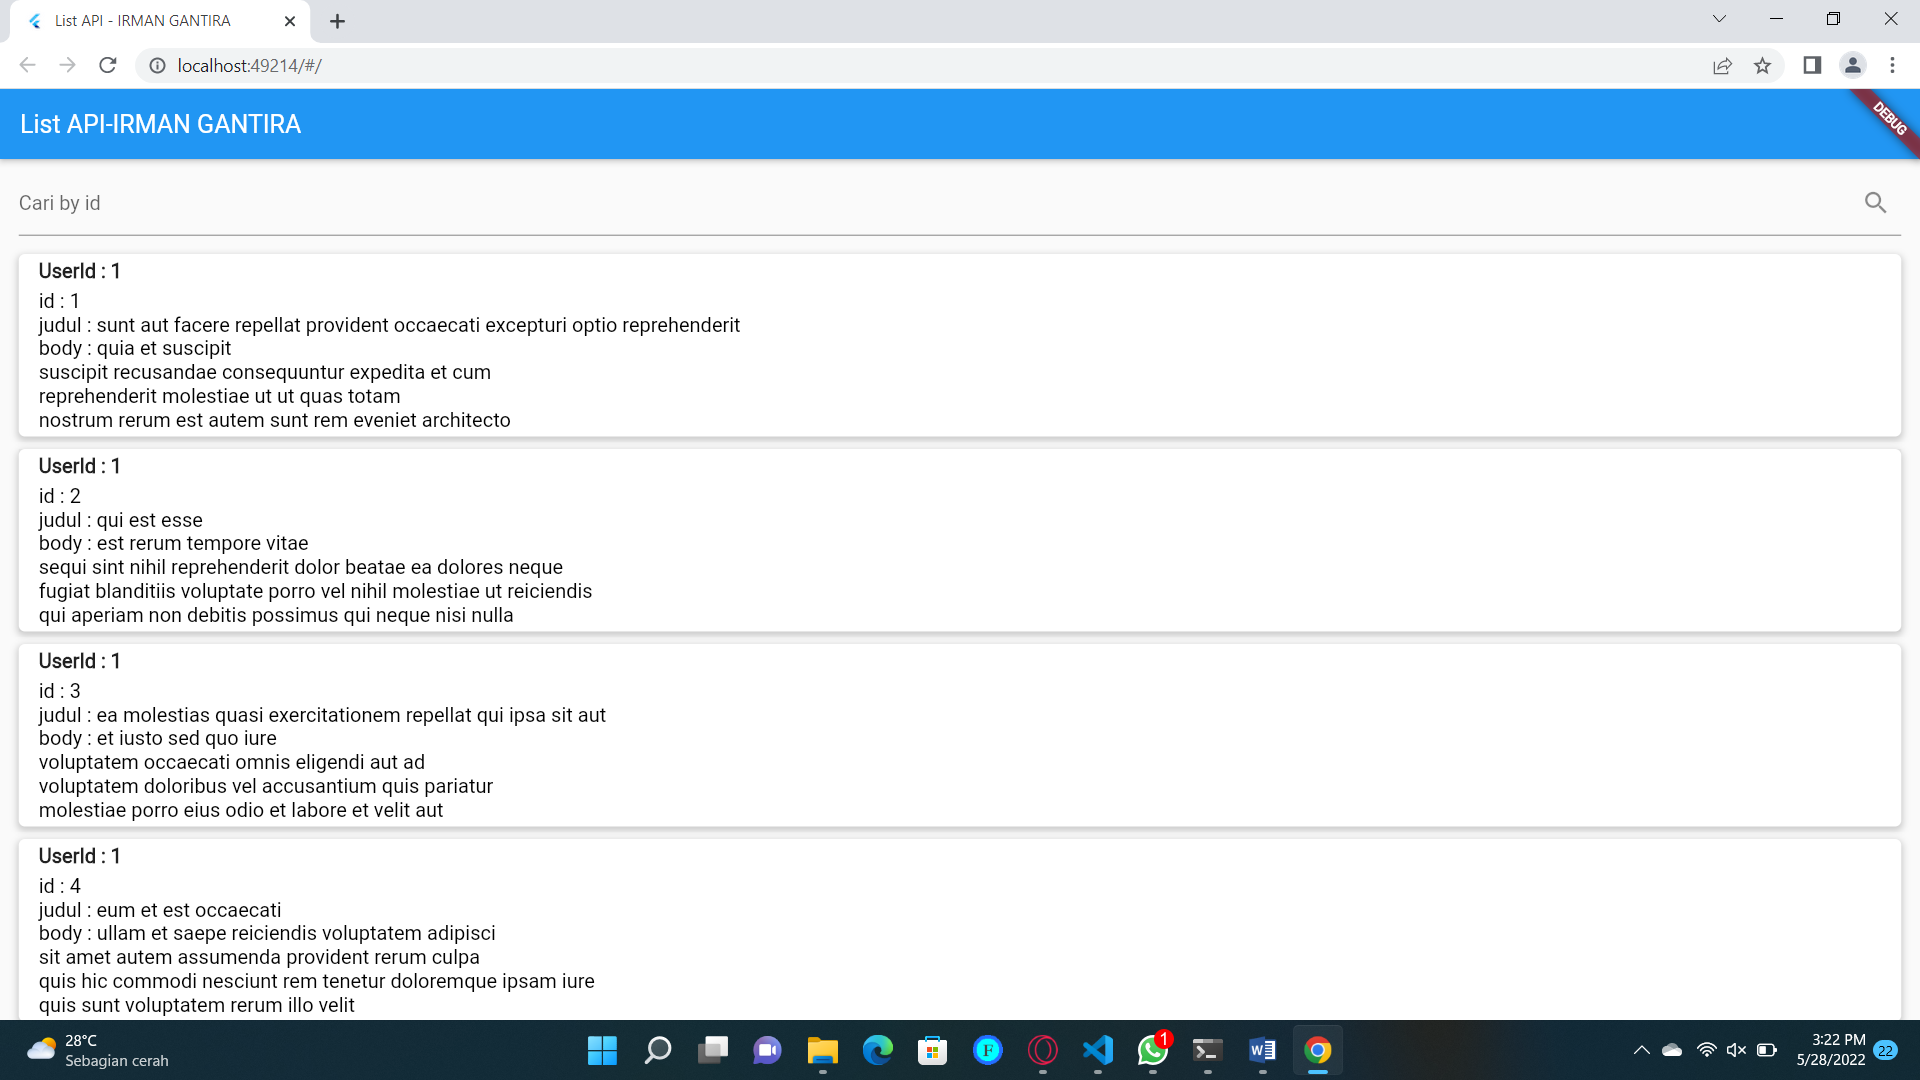 List API - IRMAN GANTIRA
localhost:49214/#/
List API-IRMAN GANTIRA
DEBUG
Cari by id
UserId : 1
id : 1
judul : sunt aut facere repellat provident occaecati excepturi optio reprehenderit
body : quia et suscipit
suscipit recusandae consequuntur expedita et cum
reprehenderit molestiae ut ut quas totam
nostrum rerum est autem sunt rem eveniet architecto
UserId : 1
id : 2
judul : qui est esse
body : est rerum tempore vitae
sequi sint nihil reprehenderit dolor beatae ea dolores neque
fugiat blanditiis voluptate porro vel nihil molestiae ut reiciendis
qui aperiam non debitis possimus qui neque nisi nulla
UserId : 1
id : 3
judul : ea molestias quasi exercitationem repellat qui ipsa sit aut
body : et iusto sed quo iure
voluptatem occaecati omnis eligendi aut ad
voluptatem doloribus vel accusantium quis pariatur
molestiae porro eius odio et labore et velit aut
UserId : 1
id : 4
judul : eum et est occaecati
body : ullam et saepe reiciendis voluptatem adipisci
sit amet autem assumenda provident rerum culpa
quis hic commodi nesciunt rem tenetur doloremque ipsam iure
quis sunt voluptatem rerum illo velit
28°C
Sebagian cerah
F
1
W
3:22 PM
5/28/2022
22